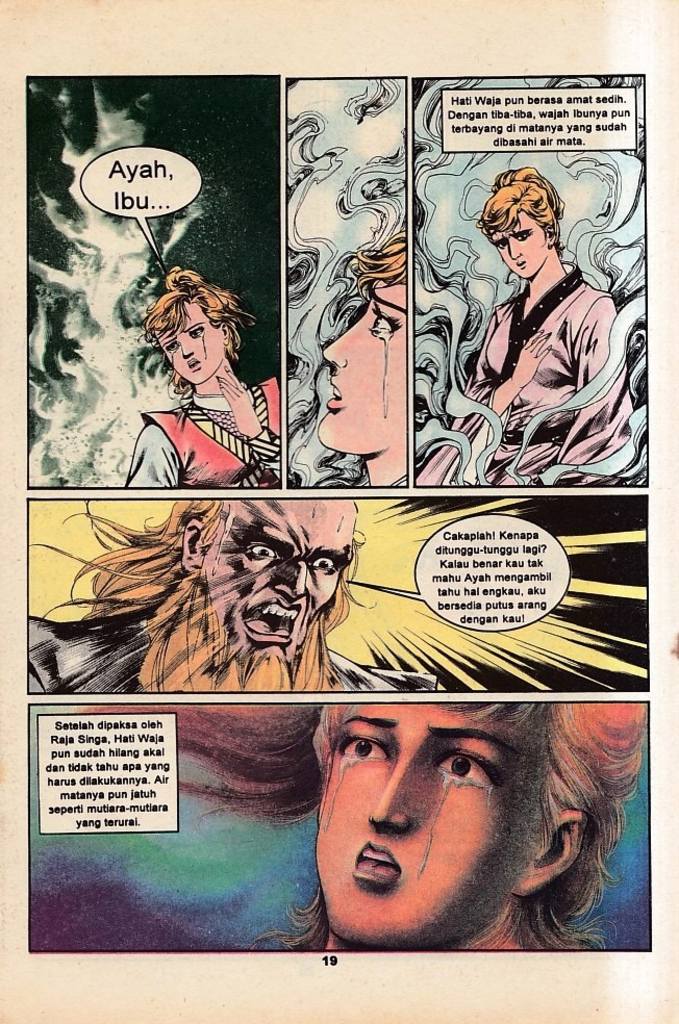 Ayah,
Ibu...
Hati Waja pun berasa amat sedih.
Dengan tiba-tiba, wajah Ibunya pun
terbayang di matanya yang sudah
dibasahi air mata.
Cakaplah! Kenapa
ditunggu-tunggu lagi?
Kalau benar kau tak
mahu Ayah mengambil
tahu hal engkau, aku
bersedia putus arang
dengan kau!
Setelah dipaksa oleh
Raja Singa, Hati Waja
pun sudah hilang akal
dan tidak tahu apa yang
harus dilakukannya. Air
matanya pun jatuh
seperti mutiara-mutiara
yang terurai.
19